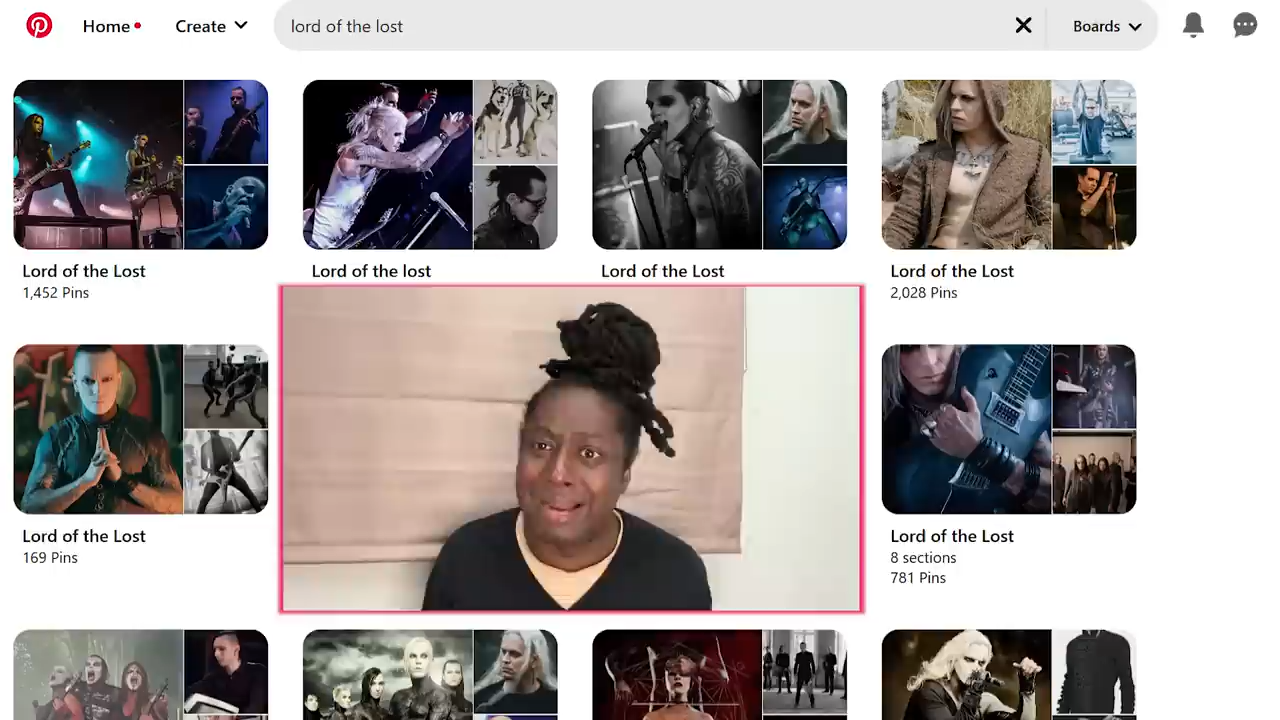 Home
Create
lord of the lost
Boards
Lord of the Lost
1,452 Pins
Lord of the lost
Lord of the Lost
Lord of the Lost
2,028 Pins
Lord of the Lost
169 Pins
Lord of the Lost
8 sections
781 Pins